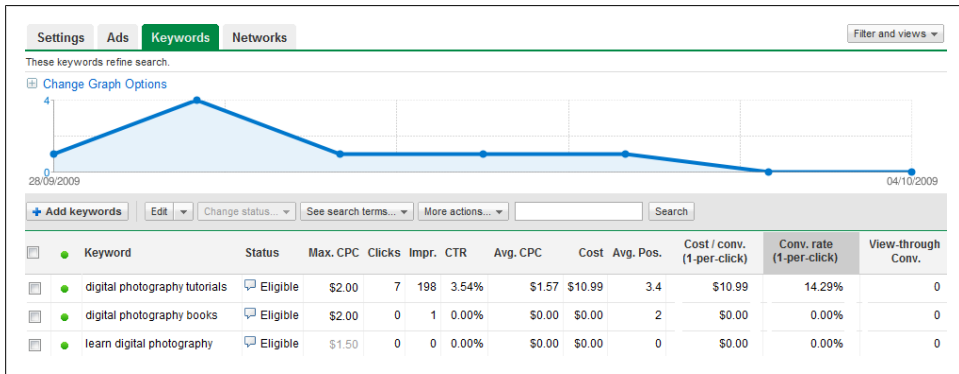 Settings Ads Keywords Networks Filter and views
These keywords refine search.
Change Graph Options
4
0
28/09/2009 04/10/2009
Add keywords Edit Change status... See search terms... More actions... Search
Keyword Status Max. CPC Clicks Impr. CTR Avg. CPC Cost Avg. Pos. Cost / conv. (1-per-click) Conv. rate (1-per-click) View-through Conv.
digital photography tutorials Eligible $2.00 7 198 3.54% $1.57 $10.99 3.4 $10.99 14.29% 0
digital photography books Eligible $2.00 0 1 0.00% $0.00 $0.00 2 $0.00 0.00% 0
learn digital photography Eligible $1.50 0 0 0.00% $0.00 $0.00 0 $0.00 0.00% 0